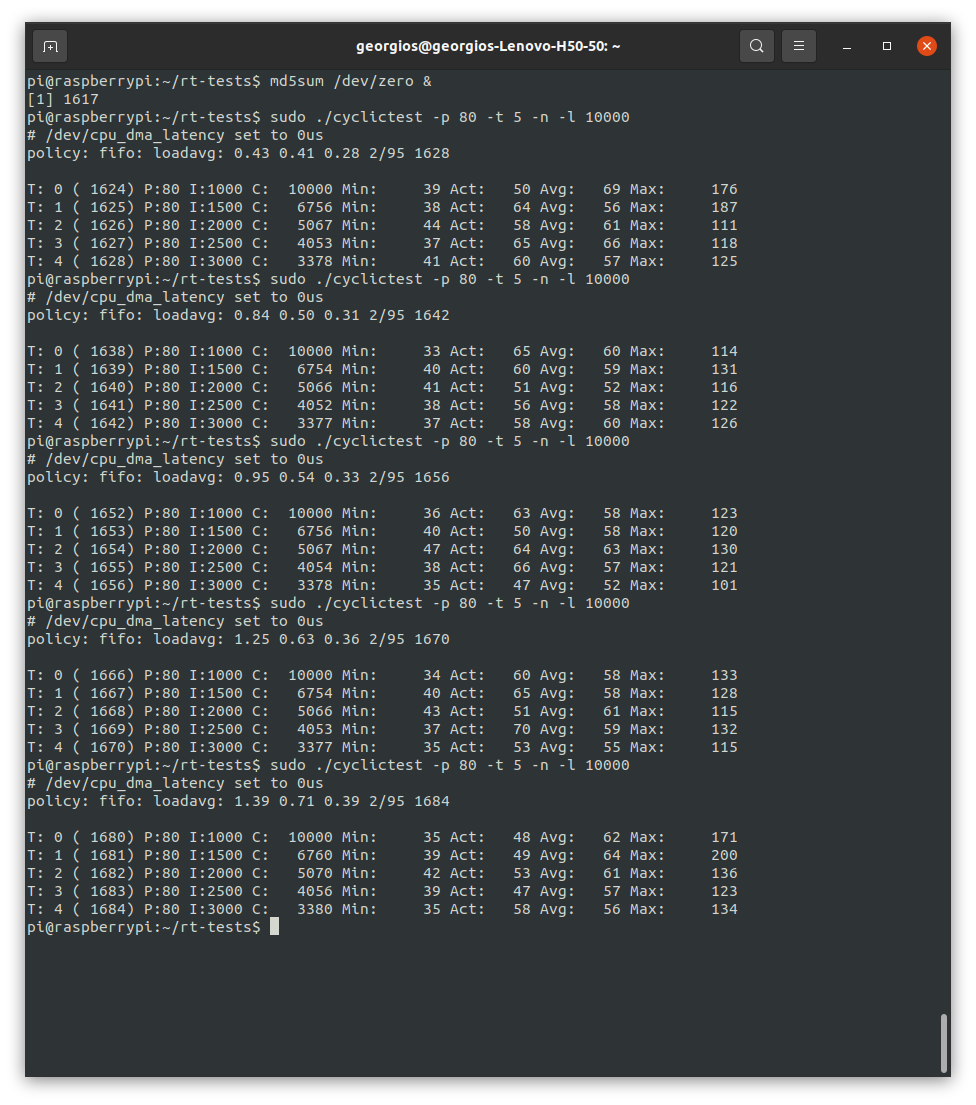 georgios@georgios-Lenovo-H50-50: ~
pi@raspberrypi:~/rt-tests$ md5sum /dev/zero &
[1] 1617
pi@raspberrypi:~/rt-tests$ sudo ./cyclictest -p 80 -t 5 -n -l 10000
# /dev/cpu_dma_latency set to 0us
policy: fifo: loadavg: 0.43 0.41 0.28 2/95 1628
T: 0 ( 1624) P:80 I:1000 C:  10000 Min:     39 Act:   50 Avg:   69 Max:     176
T: 1 ( 1625) P:80 I:1500 C:   6756 Min:     38 Act:   64 Avg:   56 Max:     187
T: 2 ( 1626) P:80 I:2000 C:   5067 Min:     44 Act:   58 Avg:   61 Max:     111
T: 3 ( 1627) P:80 I:2500 C:   4053 Min:     37 Act:   65 Avg:   66 Max:     118
T: 4 ( 1628) P:80 I:3000 C:   3378 Min:     41 Act:   60 Avg:   57 Max:     125
pi@raspberrypi:~/rt-tests$ sudo ./cyclictest -p 80 -t 5 -n -l 10000
# /dev/cpu_dma_latency set to 0us
policy: fifo: loadavg: 0.84 0.50 0.31 2/95 1642
T: 0 ( 1638) P:80 I:1000 C:  10000 Min:     33 Act:   65 Avg:   60 Max:     114
T: 1 ( 1639) P:80 I:1500 C:   6754 Min:     40 Act:   60 Avg:   59 Max:     131
T: 2 ( 1640) P:80 I:2000 C:   5066 Min:     41 Act:   51 Avg:   52 Max:     116
T: 3 ( 1641) P:80 I:2500 C:   4052 Min:     38 Act:   56 Avg:   58 Max:     122
T: 4 ( 1642) P:80 I:3000 C:   3377 Min:     37 Act:   58 Avg:   60 Max:     126
pi@raspberrypi:~/rt-tests$ sudo ./cyclictest -p 80 -t 5 -n -l 10000
# /dev/cpu_dma_latency set to 0us
policy: fifo: loadavg: 0.95 0.54 0.33 2/95 1656
T: 0 ( 1652) P:80 I:1000 C:  10000 Min:     36 Act:   63 Avg:   58 Max:     123
T: 1 ( 1653) P:80 I:1500 C:   6756 Min:     40 Act:   50 Avg:   58 Max:     120
T: 2 ( 1654) P:80 I:2000 C:   5067 Min:     47 Act:   64 Avg:   63 Max:     130
T: 3 ( 1655) P:80 I:2500 C:   4054 Min:     38 Act:   66 Avg:   57 Max:     121
T: 4 ( 1656) P:80 I:3000 C:   3378 Min:     35 Act:   47 Avg:   52 Max:     101
pi@raspberrypi:~/rt-tests$ sudo ./cyclictest -p 80 -t 5 -n -l 10000
# /dev/cpu_dma_latency set to 0us
policy: fifo: loadavg: 1.25 0.63 0.36 2/95 1670
T: 0 ( 1666) P:80 I:1000 C:  10000 Min:     34 Act:   60 Avg:   58 Max:     133
T: 1 ( 1667) P:80 I:1500 C:   6754 Min:     40 Act:   65 Avg:   58 Max:     128
T: 2 ( 1668) P:80 I:2000 C:   5066 Min:     43 Act:   51 Avg:   61 Max:     115
T: 3 ( 1669) P:80 I:2500 C:   4053 Min:     37 Act:   70 Avg:   59 Max:     132
T: 4 ( 1670) P:80 I:3000 C:   3377 Min:     35 Act:   53 Avg:   55 Max:     115
pi@raspberrypi:~/rt-tests$ sudo ./cyclictest -p 80 -t 5 -n -l 10000
# /dev/cpu_dma_latency set to 0us
policy: fifo: loadavg: 1.39 0.71 0.39 2/95 1684
T: 0 ( 1680) P:80 I:1000 C:  10000 Min:     35 Act:   48 Avg:   62 Max:     171
T: 1 ( 1681) P:80 I:1500 C:   6760 Min:     39 Act:   49 Avg:   64 Max:     200
T: 2 ( 1682) P:80 I:2000 C:   5070 Min:     42 Act:   53 Avg:   61 Max:     136
T: 3 ( 1683) P:80 I:2500 C:   4056 Min:     39 Act:   47 Avg:   57 Max:     123
T: 4 ( 1684) P:80 I:3000 C:   3380 Min:     35 Act:   58 Avg:   56 Max:     134
pi@raspberrypi:~/rt-tests$